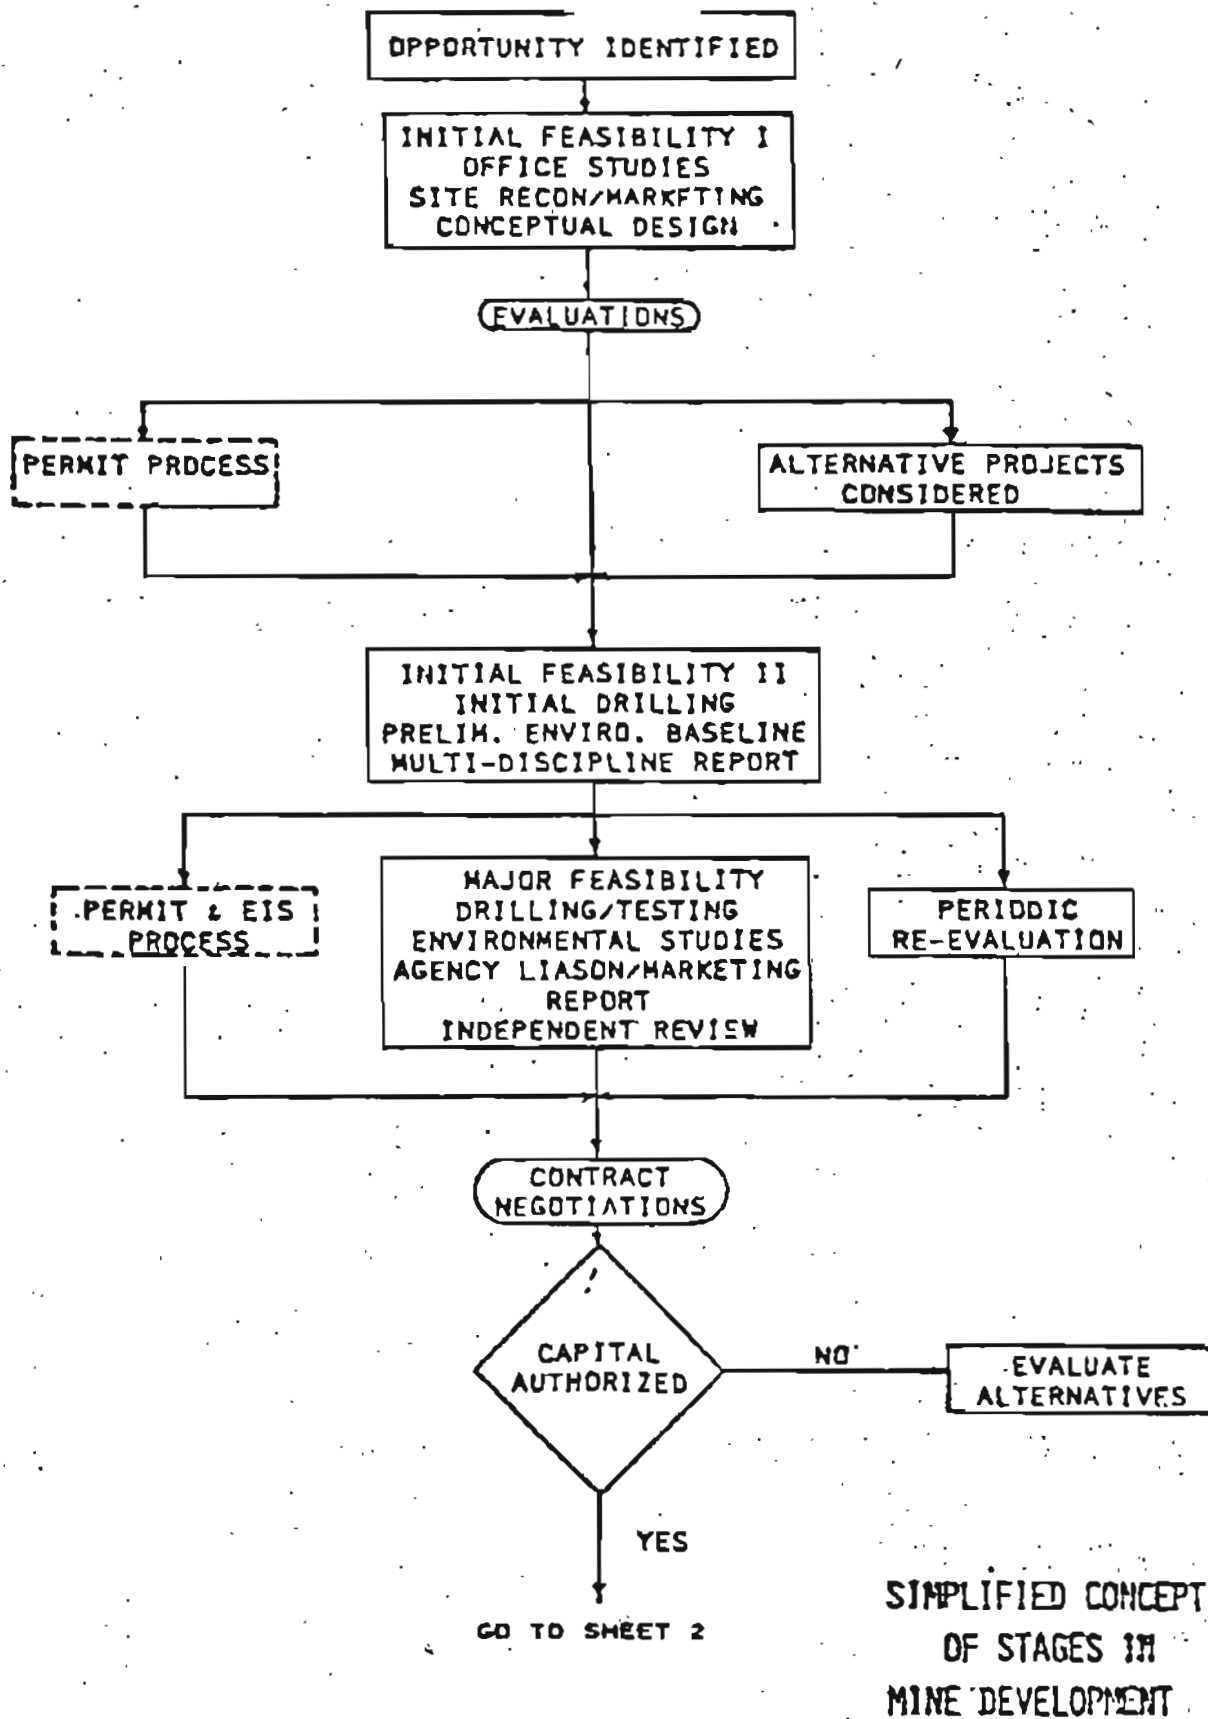 OPPORTUNITY IDENTIFIED
INITIAL FEASIBILITY I
OFFICE STUDIES
SITE RECON/MARKETING
CONCEPTUAL DESIGN
EVALUATIONS
PERMIT PROCESS
ALTERNATIVE PROJECTS
CONSIDERED
INITIAL FEASIBILITY II
INITIAL DRILLING
PRELIM. ENVIRO. BASELINE
MULTI-DISCIPLINE REPORT
PERMIT & EIS
PROCESS
MAJOR FEASIBILITY
DRILLING/TESTING
ENVIRONMENTAL STUDIES
AGENCY LIASON/MARKETING
REPORT
INDEPENDENT REVIEW
PERIODIC
RE-EVALUATION
CONTRACT
NEGOTIATIONS
CAPITAL
AUTHORIZED
NO
EVALUATE
ALTERNATIVES
YES
GO TO SHEET 2
SIMPLIFIED CONCEPT
OF STAGES IN
MINE DEVELOPMENT